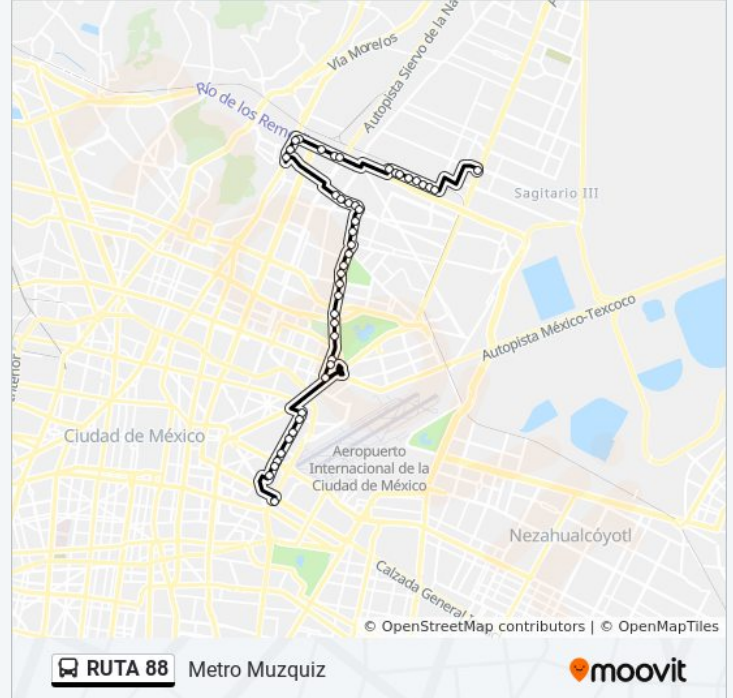 Vía Morelos
Autopista Siervo de la Na
Río de los Reme
Sagitario III
Autopista México-Texcoco
Ciudad de México
Aeropuerto
Internacional de la
Ciudad de México
Nezahualcóyotl
Calzada General
© OpenStreetMap contributors | © OpenMapTiles
RUTA 88 Metro Muzquiz
moovit